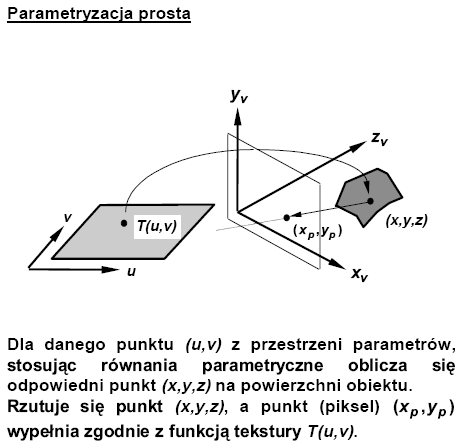 Parametryzacja prosta
y_v
z_v
v
T(u,v)
(x_p,y_p)
(x,y,z)
u
x_v
Dla danego punktu (u,v) z przestrzeni parametrów,
stosując równania parametryczne oblicza się
odpowiedni punkt (x,y,z) na powierzchni obiektu.
Rzutuje się punkt (x,y,z), a punkt (piksel) (x_p,y_p)
wypełnia zgodnie z funkcją tekstury T(u,v).